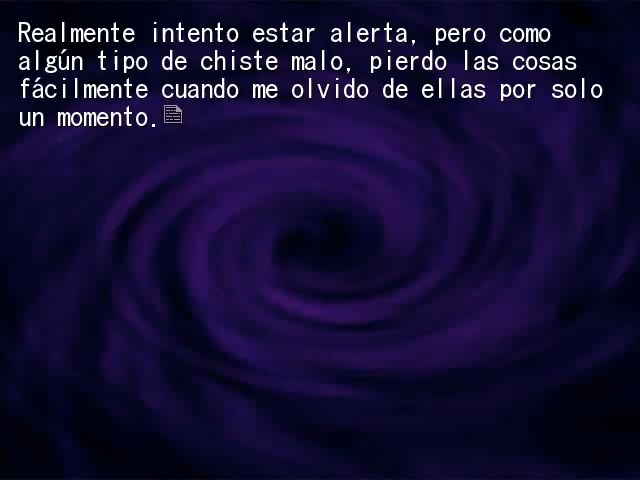 Realmente intento estar alerta, pero como
algún tipo de chiste malo, pierdo las cosas
fácilmente cuando me olvido de ellas por solo
un momento.